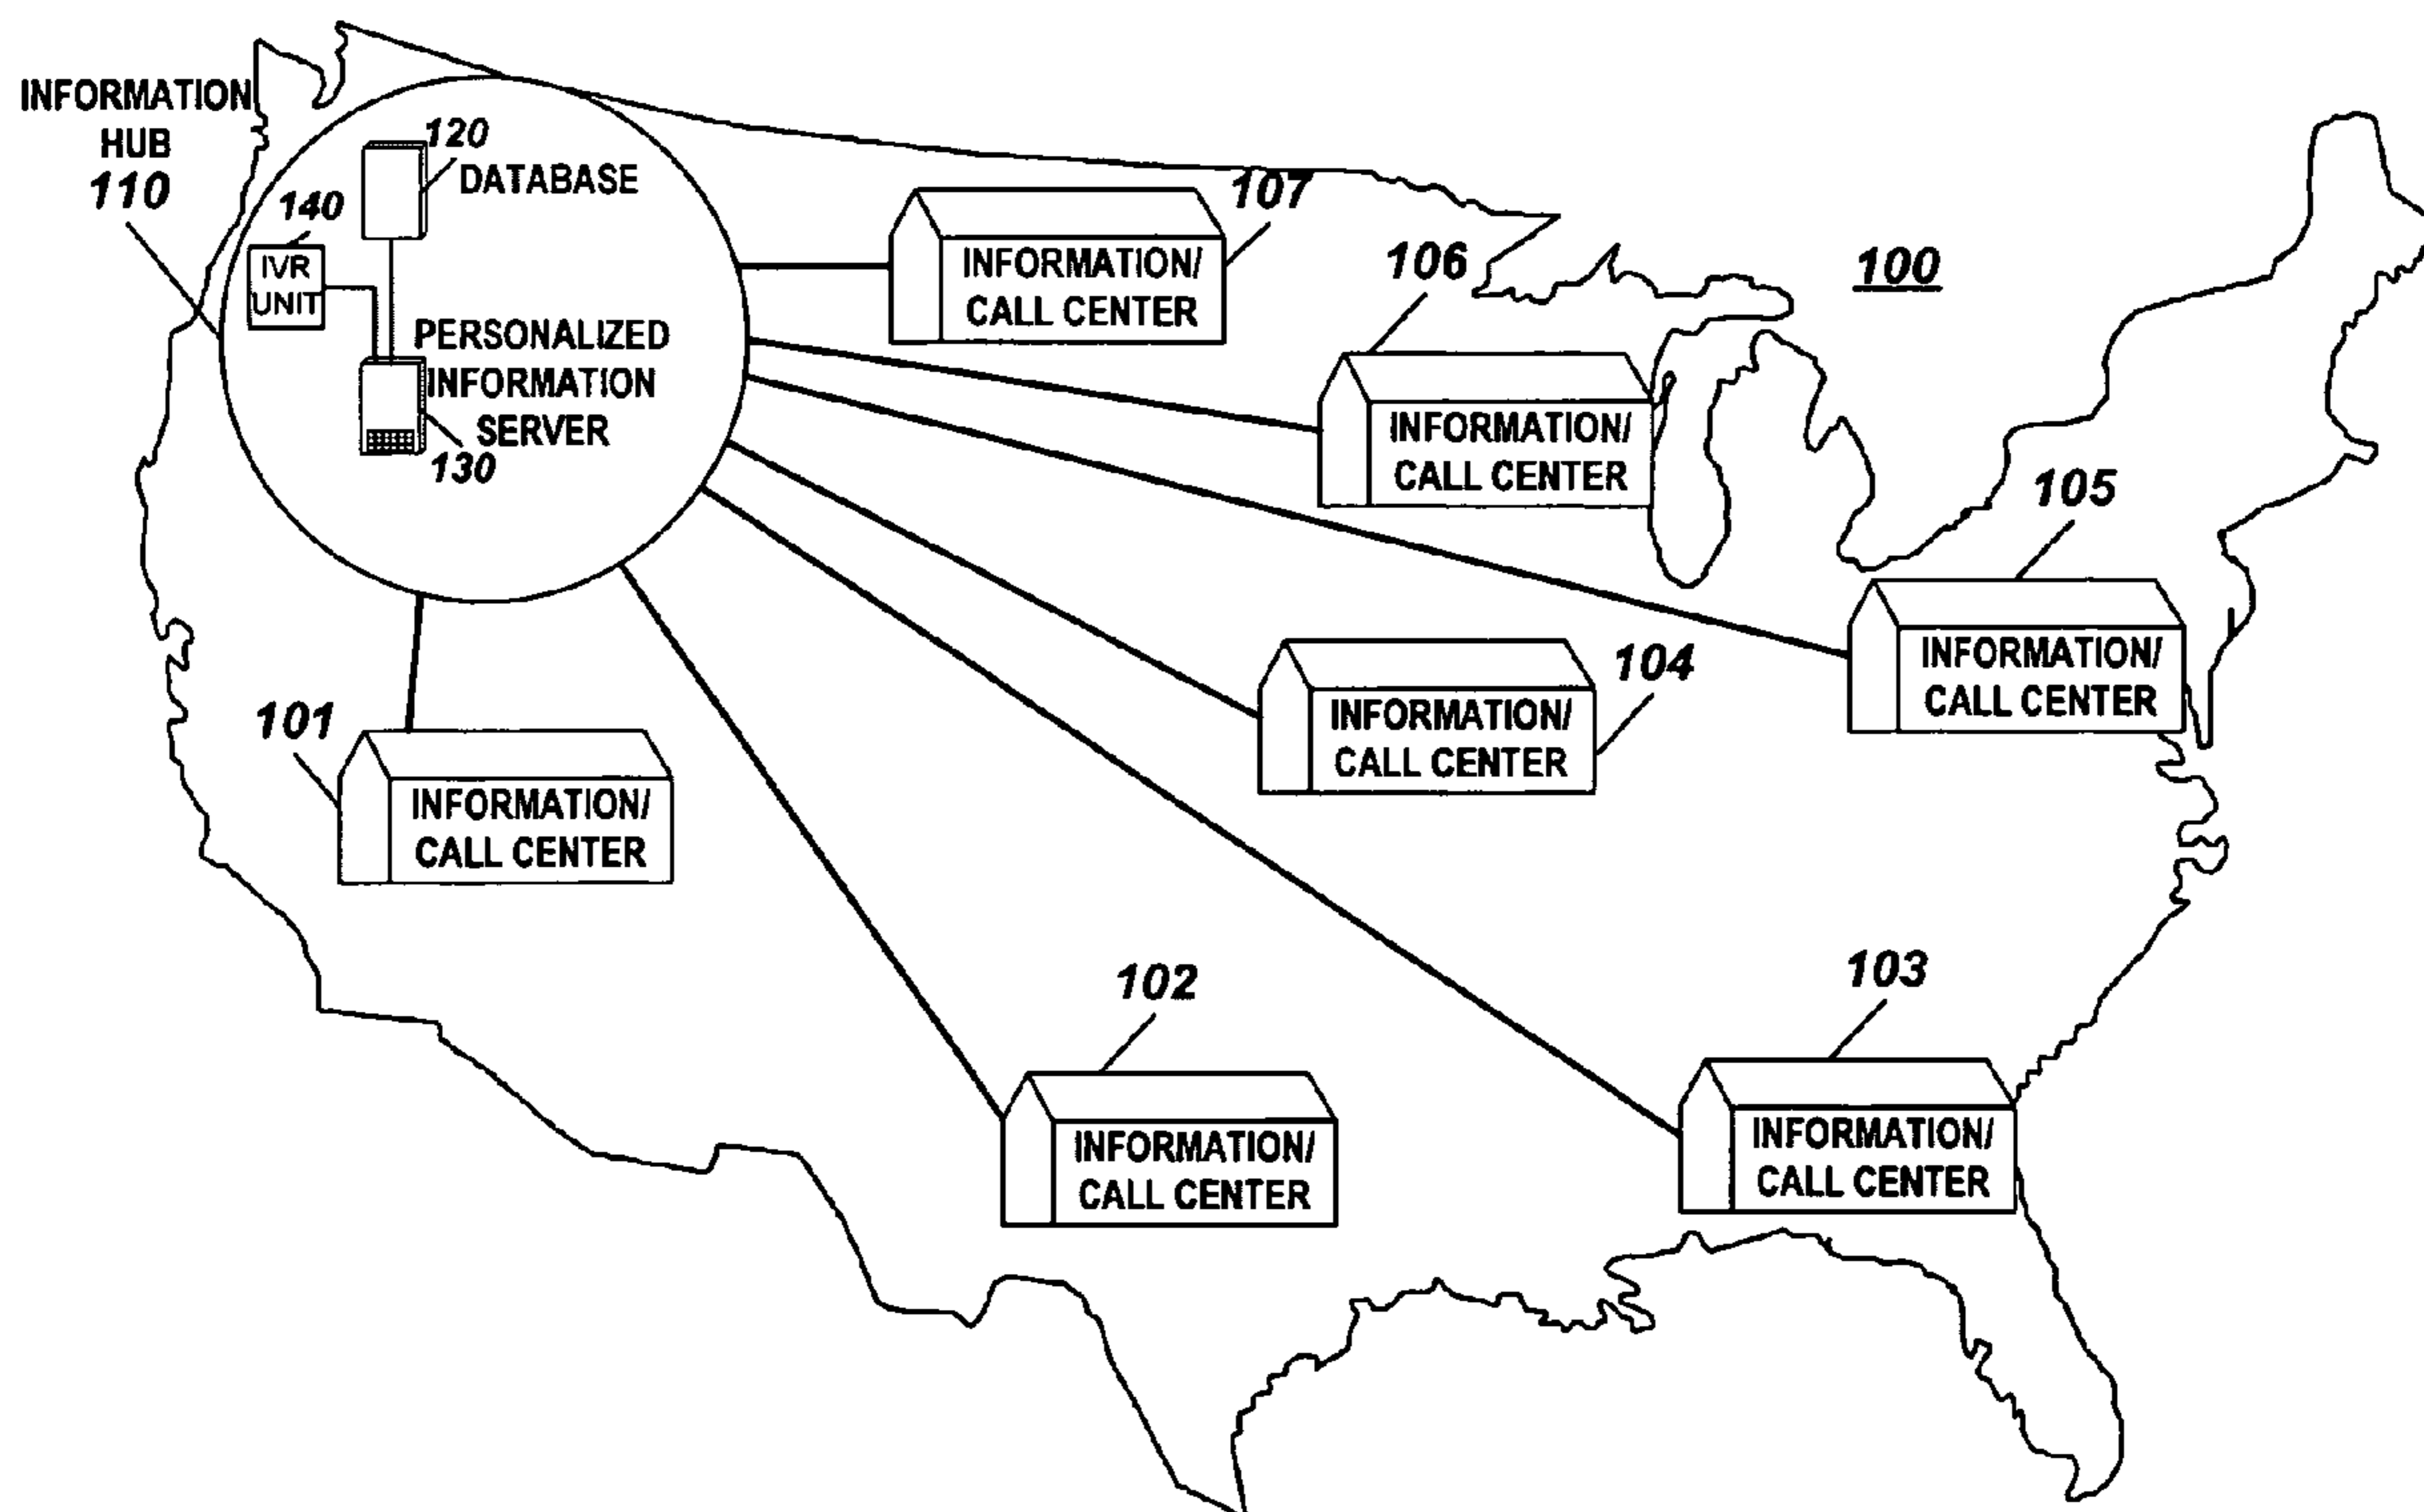 INFORMATION
HUB
110
120
DATABASE
140
IVR
UNIT
PERSONALIZED
INFORMATION
SERVER
130
107
INFORMATION/
CALL CENTER
106
INFORMATION/
CALL CENTER
100
105
INFORMATION/
CALL CENTER
104
INFORMATION/
CALL CENTER
101
INFORMATION/
CALL CENTER
102
INFORMATION/
CALL CENTER
103
INFORMATION/
CALL CENTER